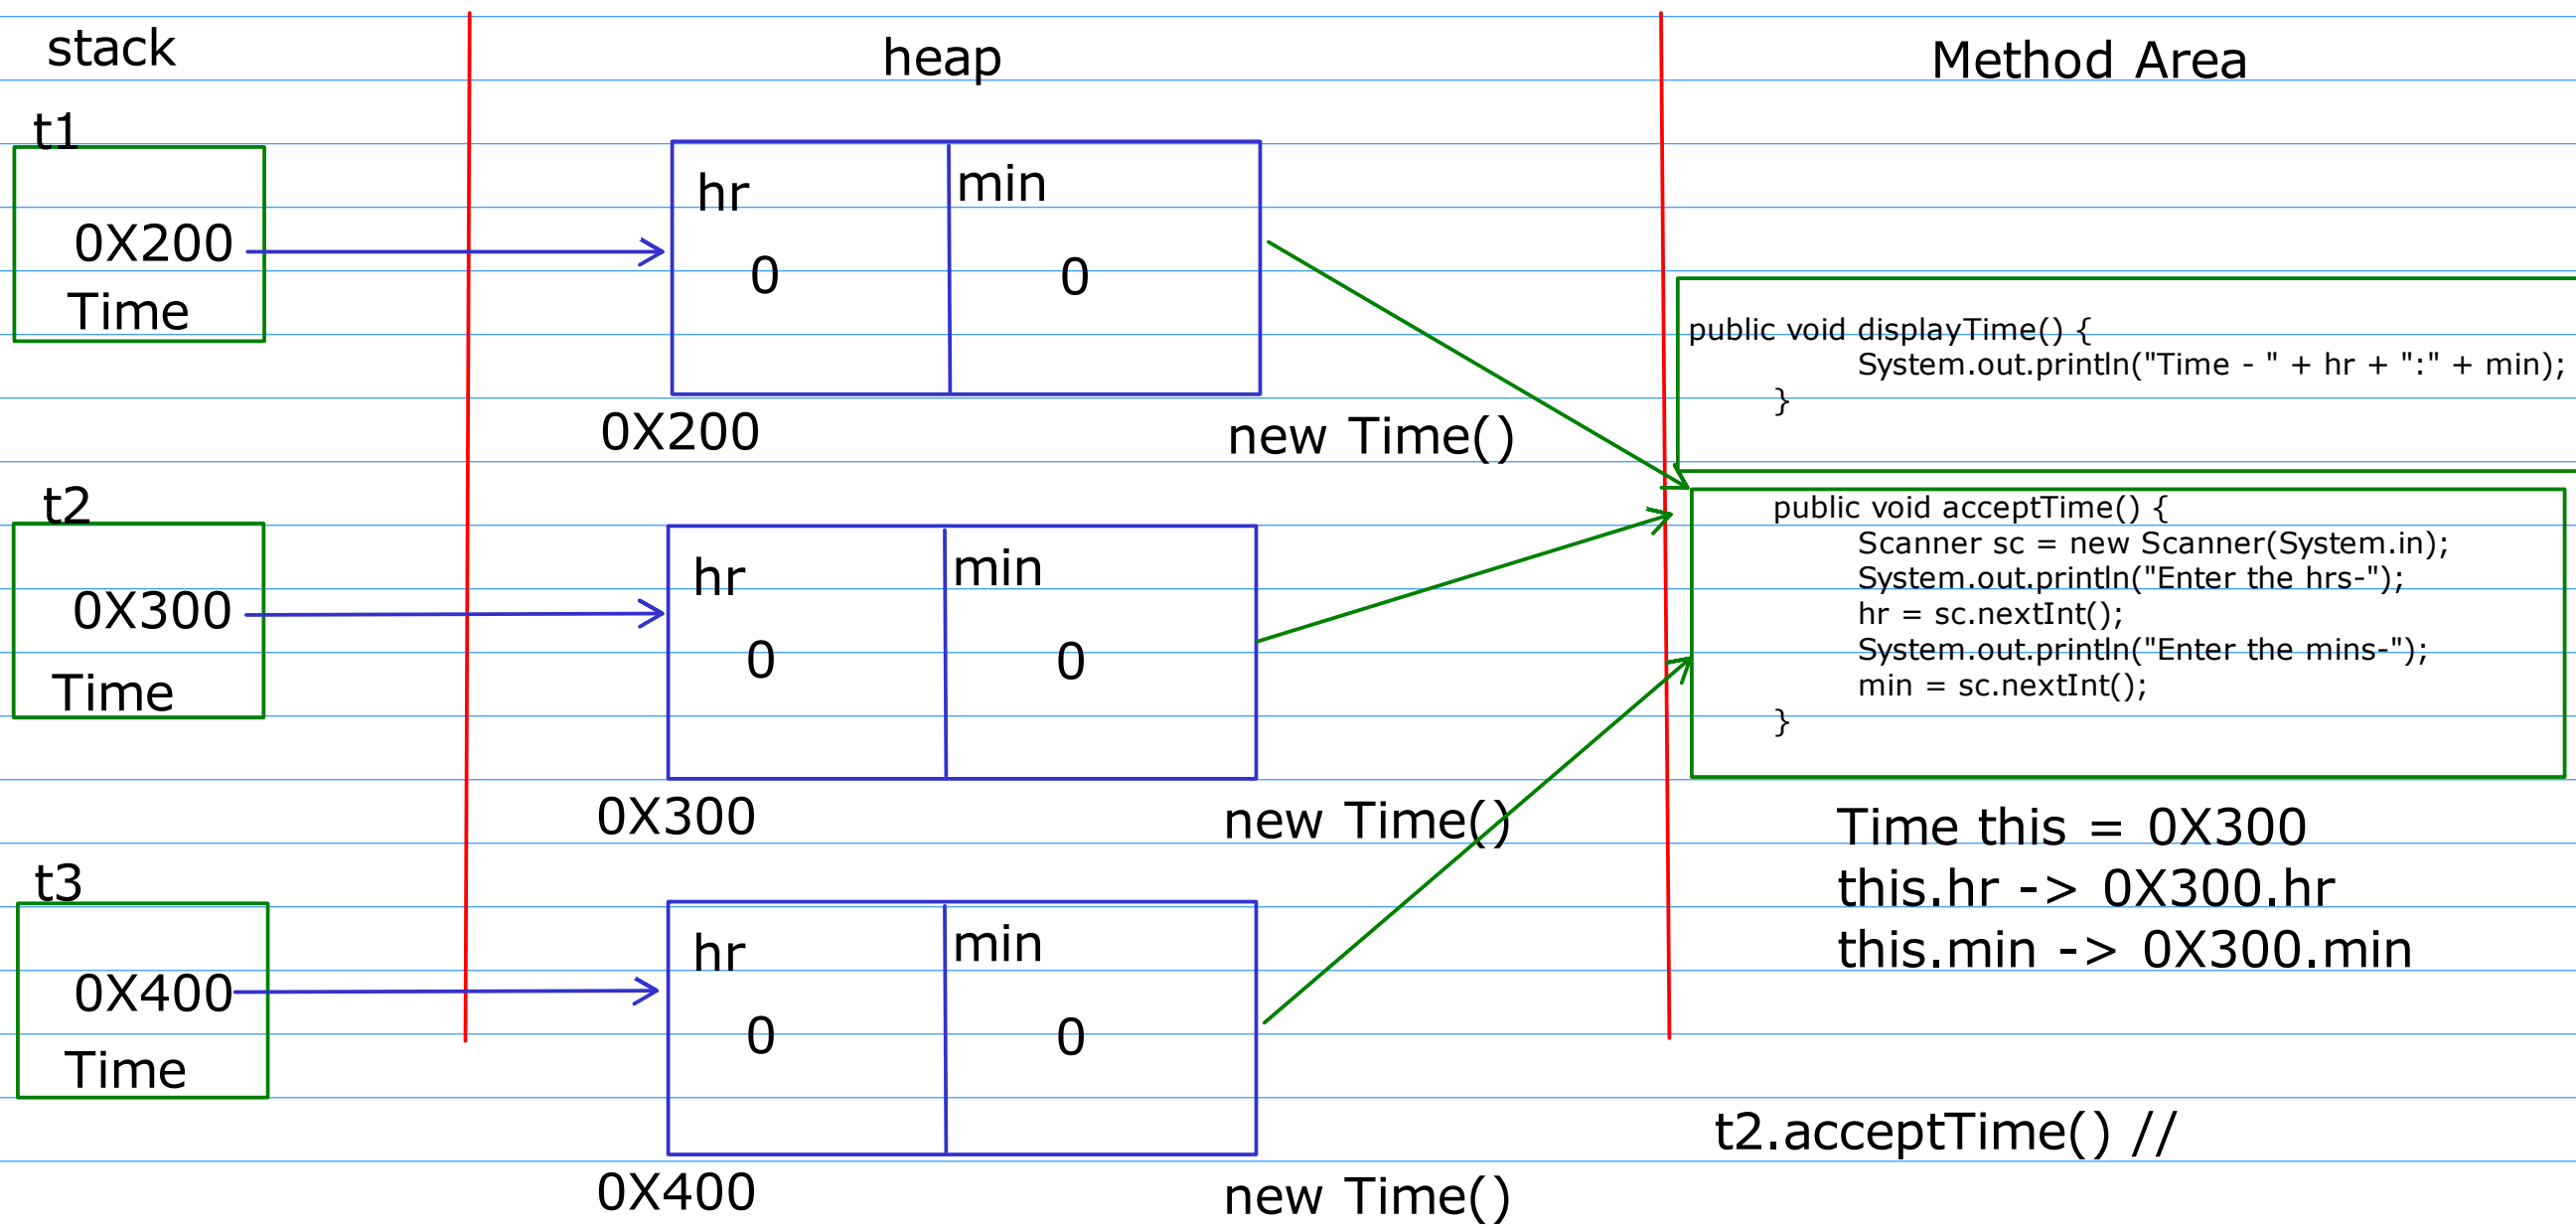 stack
heap
Method Area
t1
0X200
Time
hr
min
0
0
0X200
new Time()
public void displayTime() {
System.out.println("Time - " + hr + ":" + min);
}
t2
0X300
Time
hr
min
0
0
0X300
new Time()
public void acceptTime() {
Scanner sc = new Scanner(System.in);
System.out.println("Enter the hrs-");
hr = sc.nextInt();
System.out.println("Enter the mins-");
min = sc.nextInt();
}
Time this = 0X300
this.hr -> 0X300.hr
this.min -> 0X300.min
t3
0X400
Time
hr
min
0
0
0X400
new Time()
t2.acceptTime() //